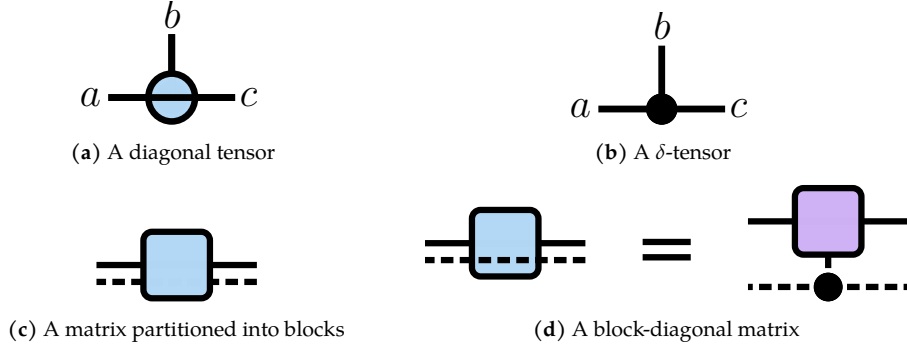 b
a
c
(a) A diagonal tensor
b
a
c
(b) A δ-tensor
(c) A matrix partitioned into blocks
=
(d) A block-diagonal matrix